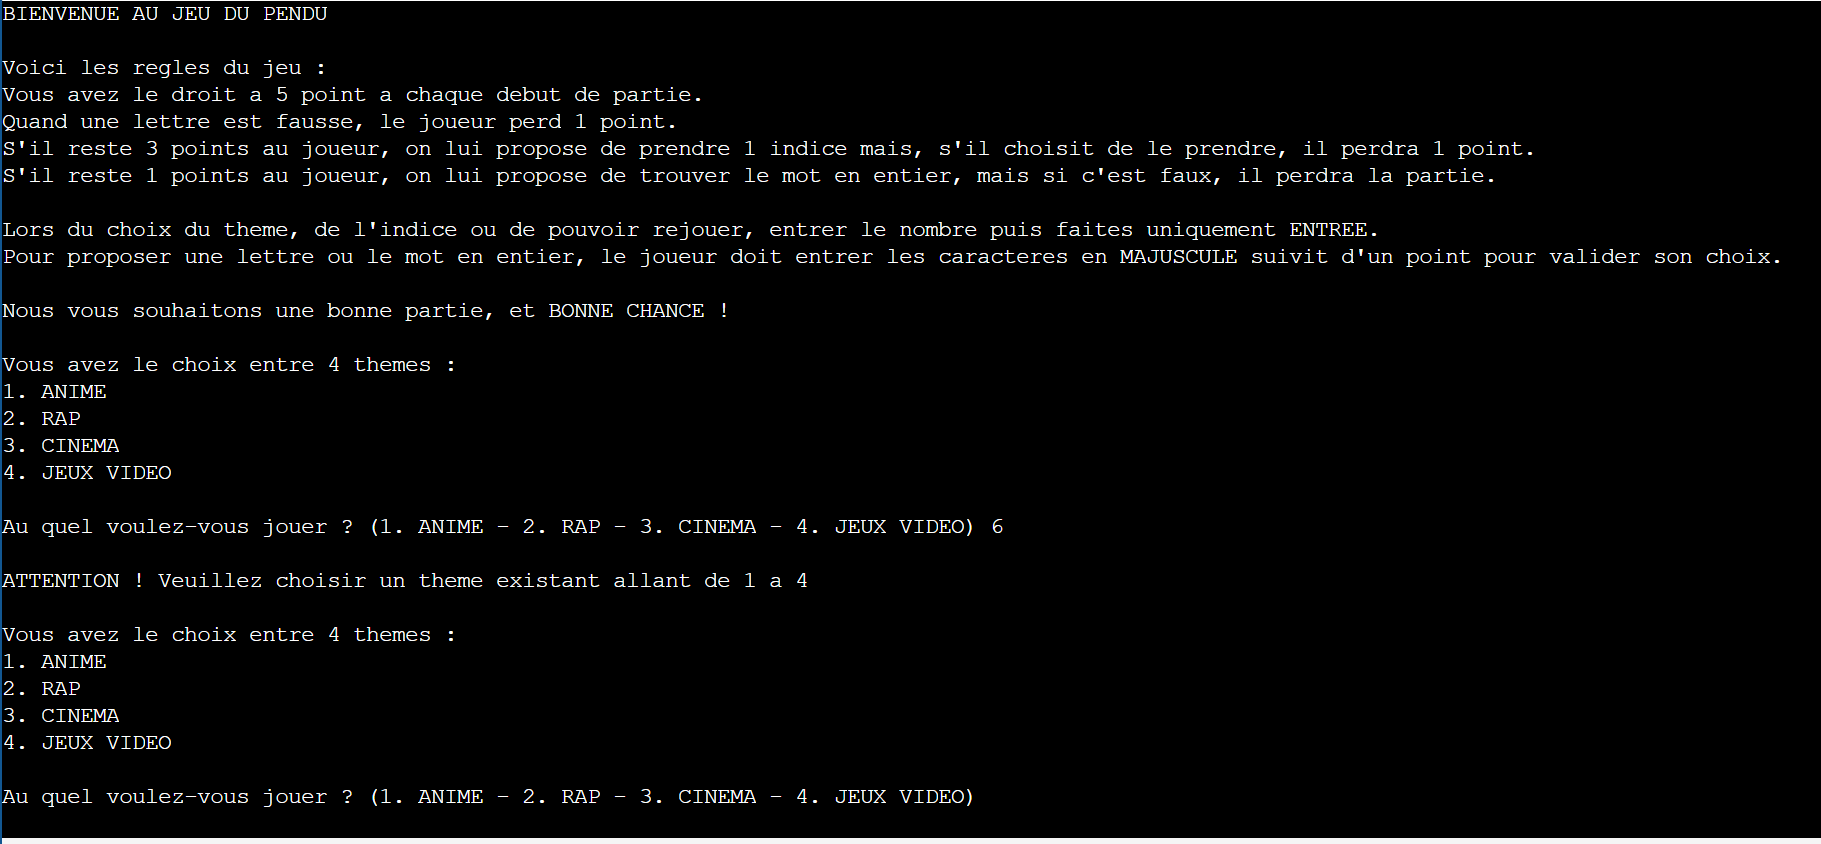 BIENVENUE AU JEU DU PENDU
Voici les regles du jeu :
Vous avez le droit a 5 point a chaque debut de partie.
Quand une lettre est fausse, le joueur perd 1 point.
S'il reste 3 points au joueur, on lui propose de prendre 1 indice mais, s'il choisit de le prendre, il perdra 1 point.
S'il reste 1 points au joueur, on lui propose de trouver le mot en entier, mais si c'est faux, il perdra la partie.
Lors du choix du theme, de l'indice ou de pouvoir rejouer, entrer le nombre puis faites uniquement ENTREE.
Pour proposer une lettre ou le mot en entier, le joueur doit entrer les caracteres en MAJUSCULE suivit d'un point pour valider son choix.
Nous vous souhaitons une bonne partie, et BONNE CHANCE !
Vous avez le choix entre 4 themes :
1. ANIME
2. RAP
3. CINEMA
4. JEUX VIDEO
Au quel voulez-vous jouer ? (1. ANIME - 2. RAP - 3. CINEMA - 4. JEUX VIDEO) 6
ATTENTION ! Veuillez choisir un theme existant allant de 1 a 4
Vous avez le choix entre 4 themes :
1. ANIME
2. RAP
3. CINEMA
4. JEUX VIDEO
Au quel voulez-vous jouer ? (1. ANIME - 2. RAP - 3. CINEMA - 4. JEUX VIDEO)